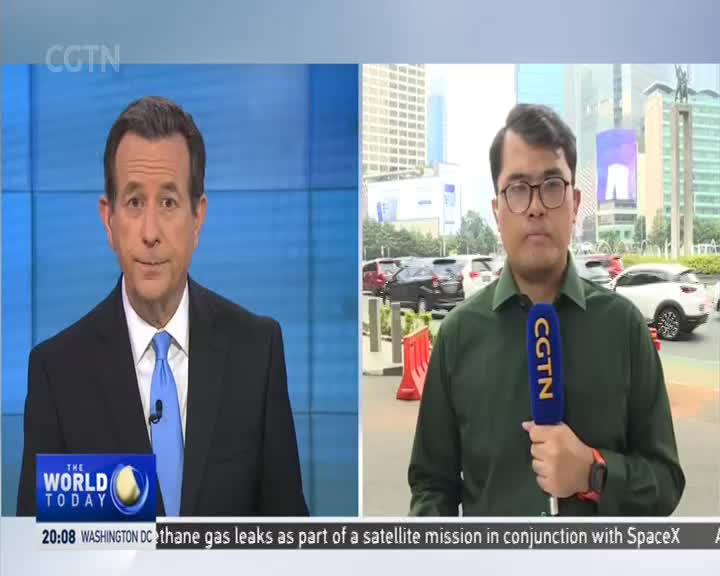 CGTN
CGTN
THE
WORLD
TODAY
20:08 WASHINGTON DC ethane gas leaks as part of a satellite mission in conjunction with SpaceX A